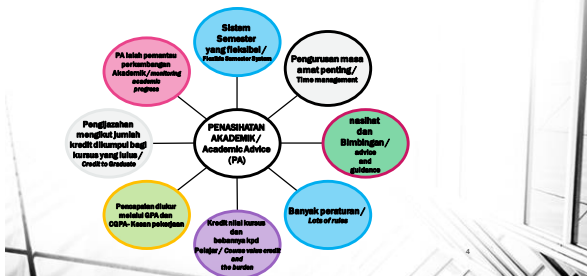 Sistem
Semester
yang fleksibel /
Flexible Semester System
Pengurusan masa
amat penting /
Time management
nasihat
dan
Bimbingan /
advice
and
guidance
Banyak peraturan /
Lots of rules
Kredit nilai kursus
dan
bebannya kpd
Pelajar / Course value credit
and
the burden
Pencapaian diukur
melalui GPA dan
CGPA- Kesan pekerjaan
Pengijazahan
mengikut jumlah
kredit dikumpul bagi
kursus yang lulus /
Credit to Graduate
PA ialah pemantau
perkumbangan
Akademik / monitoring
academic
progress
PENASIHATAN
AKADEMIK /
Academic Advice
(PA)
4